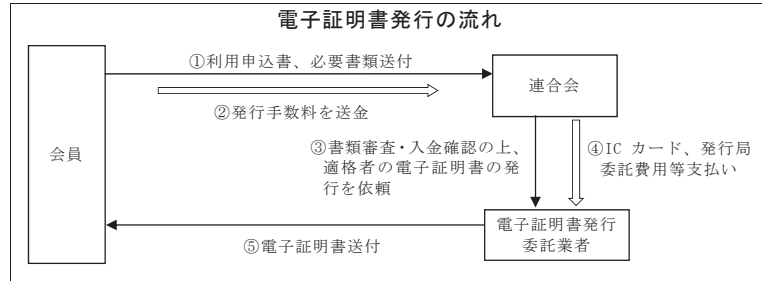 電子証明書発行の流れ
①利用申込書、必要書類送付
連合会
②発行手数料を送金
会員
③書類審査・入金確認の上、
適格者の電子証明書の発
行を依頼
④IC カード、発行局
委託費用等支払い
電子証明書発行
委託業者
⑤電子証明書送付